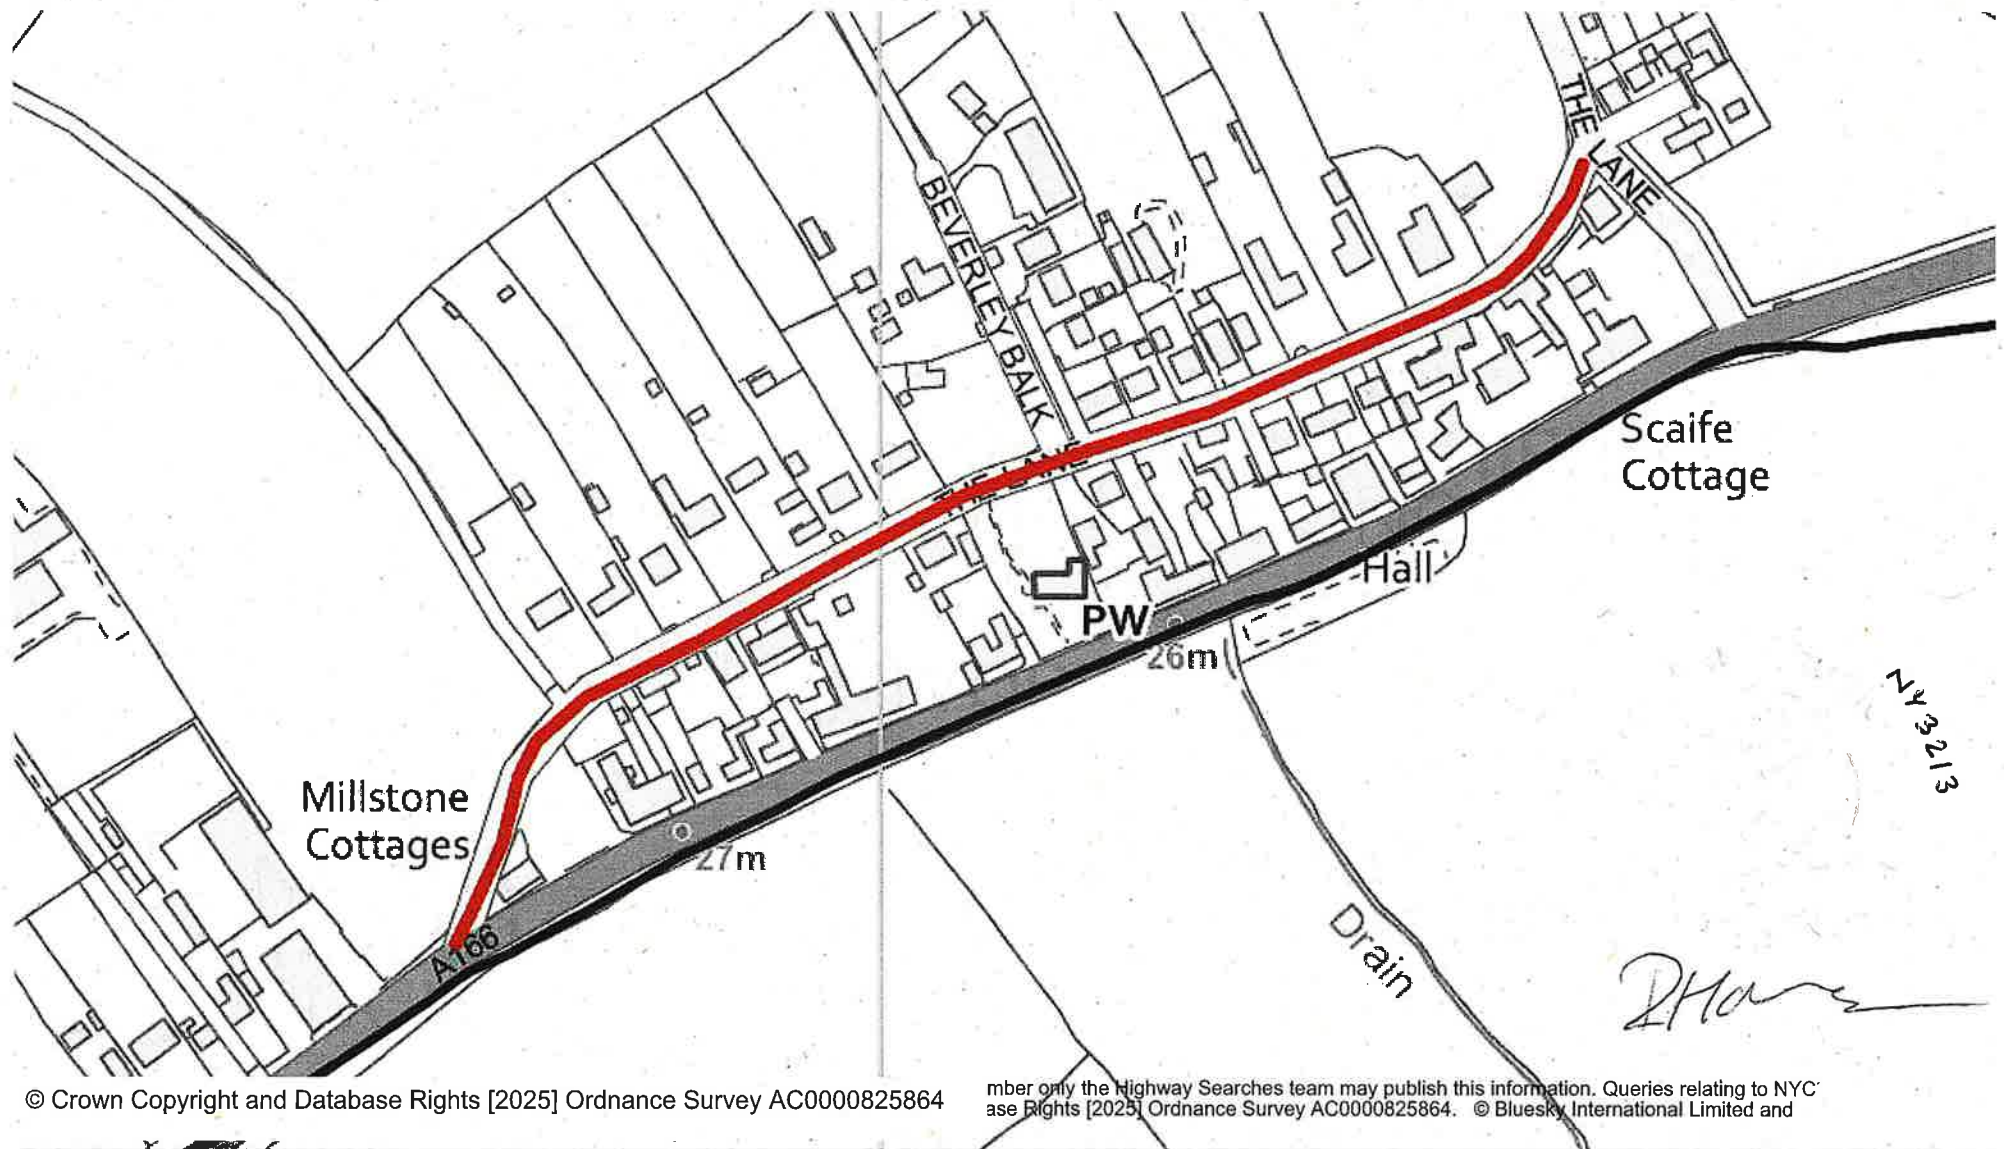 THE LANE
BEVERLEY BALK
THE LANE
Scaife
Cottage
Hall
PW
26m
NY3213
Millstone
Cottages
27m
A166
Drain
© Crown Copyright and Database Rights [2025] Ordnance Survey AC0000825864
mber only the Highway Searches team may publish this information. Queries relating to NYC
ase Rights [2025] Ordnance Survey AC0000825864. © Bluesky International Limited and